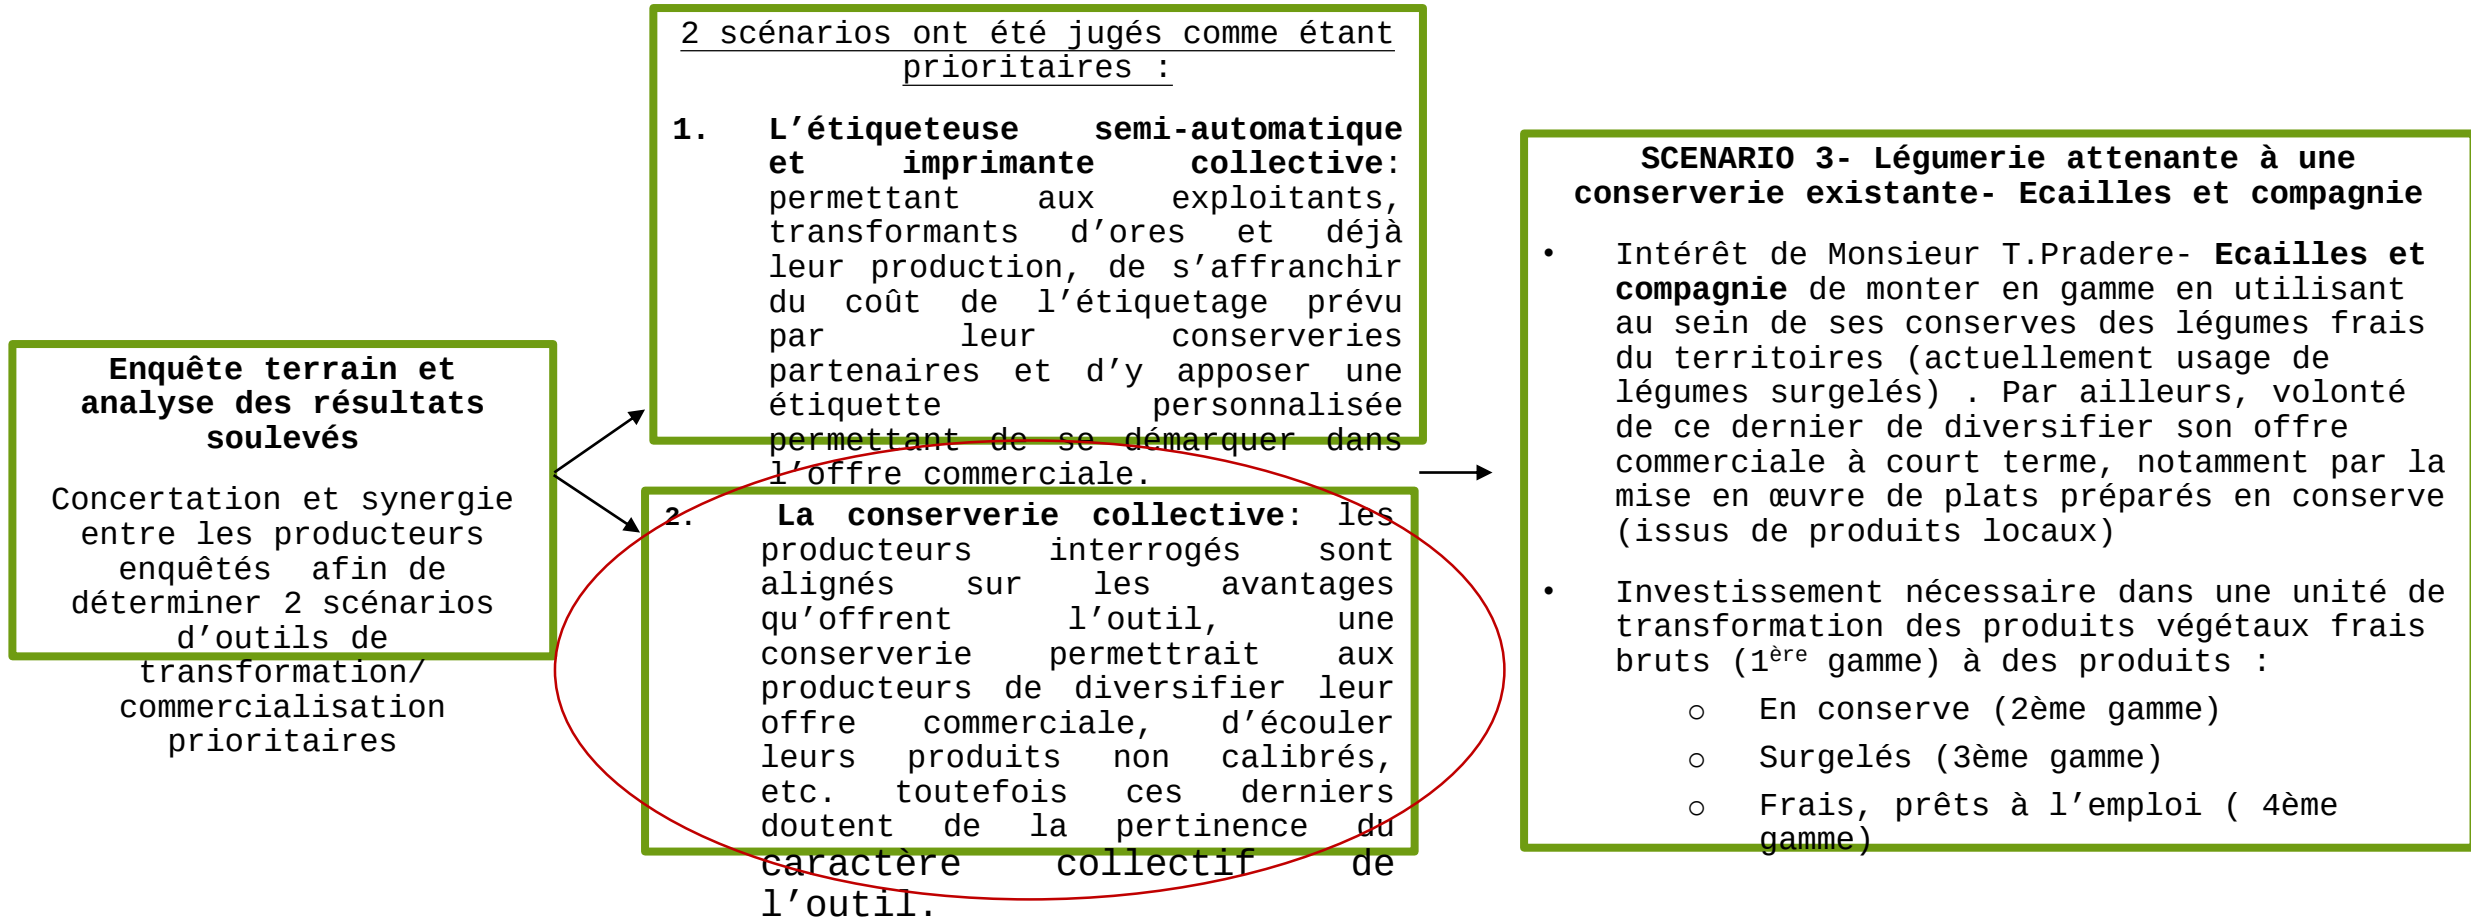 Enquête terrain et
analyse des résultats
soulevés
Concertation et synergie
entre les producteurs
enquêtés afin de
déterminer 2 scénarios
d’outils de
transformation/
commercialisation
prioritaires
2 scénarios ont été jugés comme étant
prioritaires :
1. L’étiqueteuse semi-automatique
et imprimante collective:
permettant aux exploitants,
transformants d’ores et déjà
leur production, de s’affranchir
du coût de l’étiquetage prévu
par leur conserveries
partenaires et d’y apposer une
étiquette personnalisée
permettant de se démarquer dans
l’offre commerciale.
2. La conserverie collective: les
producteurs interrogés sont
alignés sur les avantages
qu’offrent l’outil, une
conserverie permettrait aux
producteurs de diversifier leur
offre commerciale, d’écouler
leurs produits non calibrés,
etc. toutefois ces derniers
doutent de la pertinence du
caractère collectif de
l’outil.
SCENARIO 3- Légumerie attenante à une
conserverie existante- Ecailles et compagnie
• Intérêt de Monsieur T.Pradere- Ecailles et
compagnie de monter en gamme en utilisant
au sein de ses conserves des légumes frais
du territoires (actuellement usage de
légumes surgelés) . Par ailleurs, volonté
de ce dernier de diversifier son offre
commerciale à court terme, notamment par la
mise en œuvre de plats préparés en conserve
(issus de produits locaux)
• Investissement nécessaire dans une unité de
transformation des produits végétaux frais
bruts (1ère gamme) à des produits :
o En conserve (2ème gamme)
o Surgelés (3ème gamme)
o Frais, prêts à l’emploi ( 4ème
gamme)